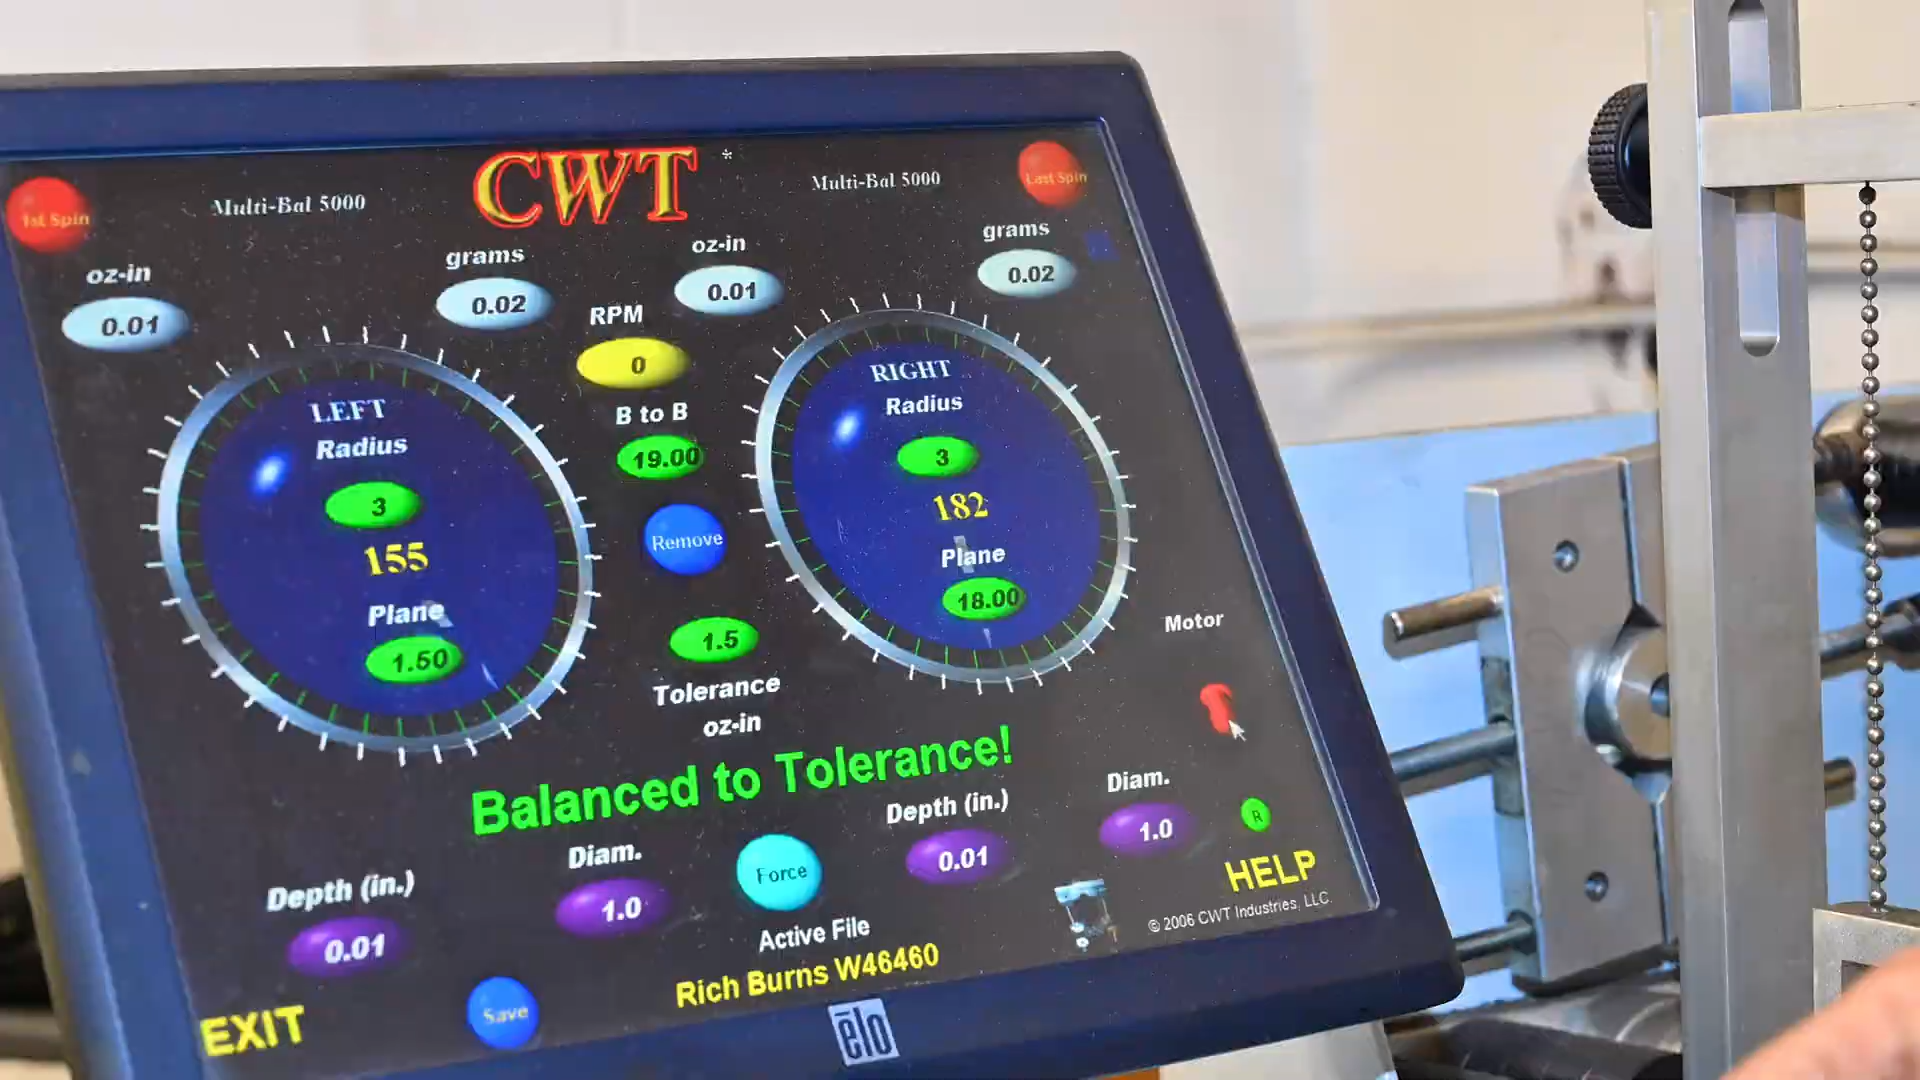 CWT *
1st Spin
Multi-Bal 5000
Multi-Bal 5000
Last Spin
oz-in
0.01
grams
0.02
oz-in
0.01
grams
0.02
RPM
0
B to B
19.00
LEFT
Radius
3
155
Plane
1.50
RIGHT
Radius
3
182
Plane
18.00
Remove
1.5
Tolerance
oz-in
Motor
Balanced to Tolerance!
Depth (in.)
0.01
Diam.
1.0
Force
Depth (in.)
0.01
Diam.
1.0
R
HELP
© 2006 CWT Industries, LLC.
Active File
Rich Burns W46460
EXIT
Save
elo